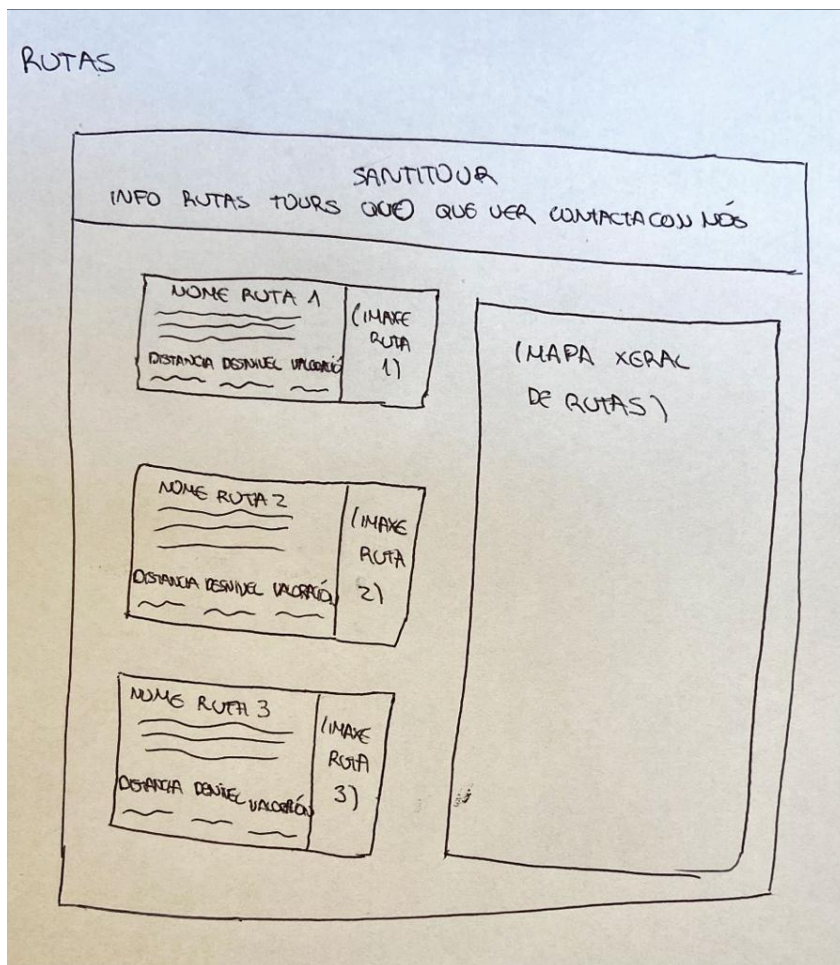 RUTAS
SANTITOUR
INFO RUTAS TOURS QUE QUE VER CONTACTA CON NÓS
NOME RUTA 1
DISTANCIA DESNIVEL VALORACIÓ
(IMAXE
RUTA
1)
(MAPA XERAL
DE RUTAS)
NOME RUTA 2
DISTANCIA DESNIVEL VALORACIÓN
(IMAXE
RUTA
2)
NOME RUTA 3
DISTANCIA DESNIVEL VALORACIÓN
(IMAXE
RUTA
3)